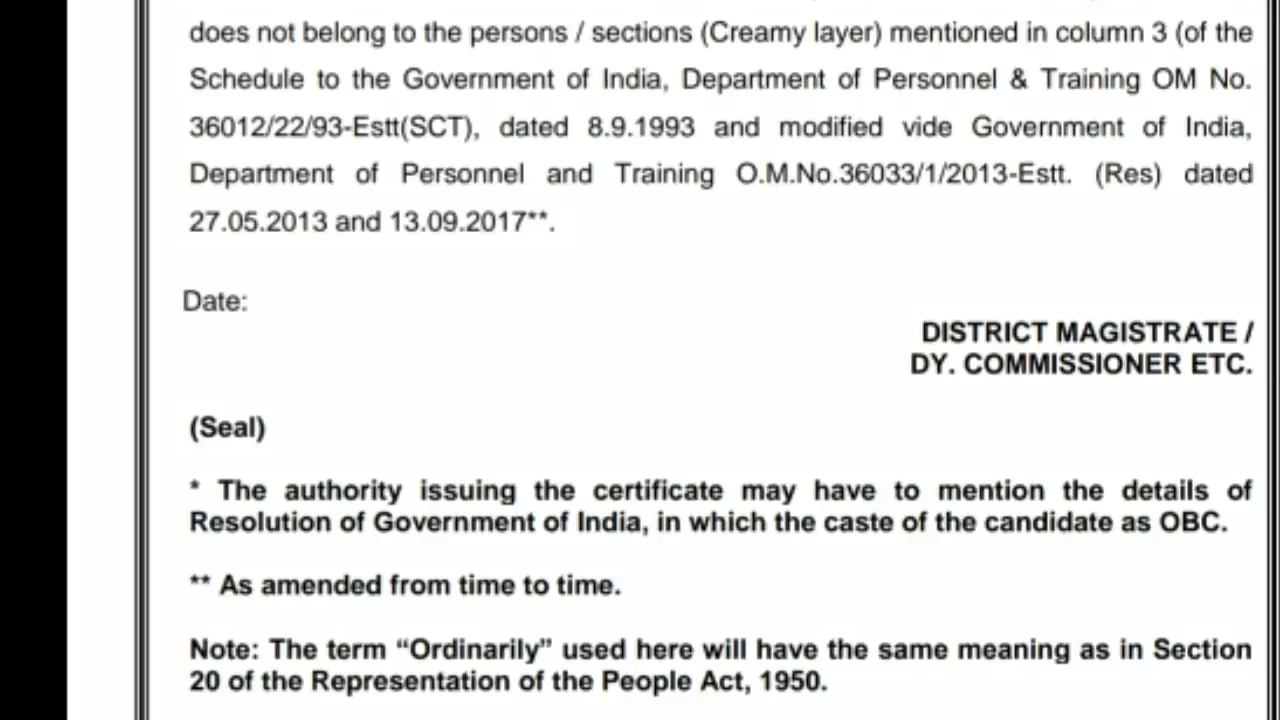 does not belong to the persons / sections (Creamy layer) mentioned in column 3 (of the
Schedule to the Government of India, Department of Personnel & Training OM No.
36012/22/93-Estt(SCT), dated 8.9.1993 and modified vide Government of India,
Department of Personnel and Training O.M.No.36033/1/2013-Estt. (Res) dated
27.05.2013 and 13.09.2017**.
Date:
DISTRICT MAGISTRATE /
DY. COMMISSIONER ETC.
(Seal)
* The authority issuing the certificate may have to mention the details of
Resolution of Government of India, in which the caste of the candidate as OBC.
** As amended from time to time.
Note: The term “Ordinarily” used here will have the same meaning as in Section
20 of the Representation of the People Act, 1950.